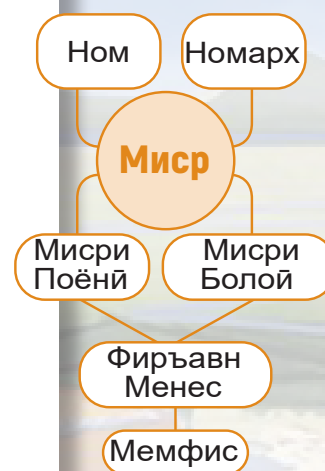 Ном
Номарх
Миср
Мисри
Поёнӣ
Мисри
Болоӣ
Фиръавн
Менес
Мемфис